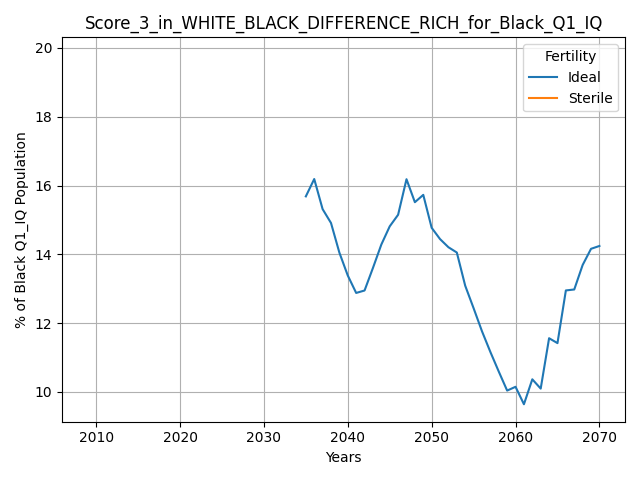 Score_3_in_WHITE_BLACK_DIFFERENCE_RICH_for_Black_Q1_IQ
Fertility
Ideal
Sterile
% of Black Q1_IQ Population
20
18
16
14
12
10
2010 2020 2030 2040 2050 2060 2070
Years